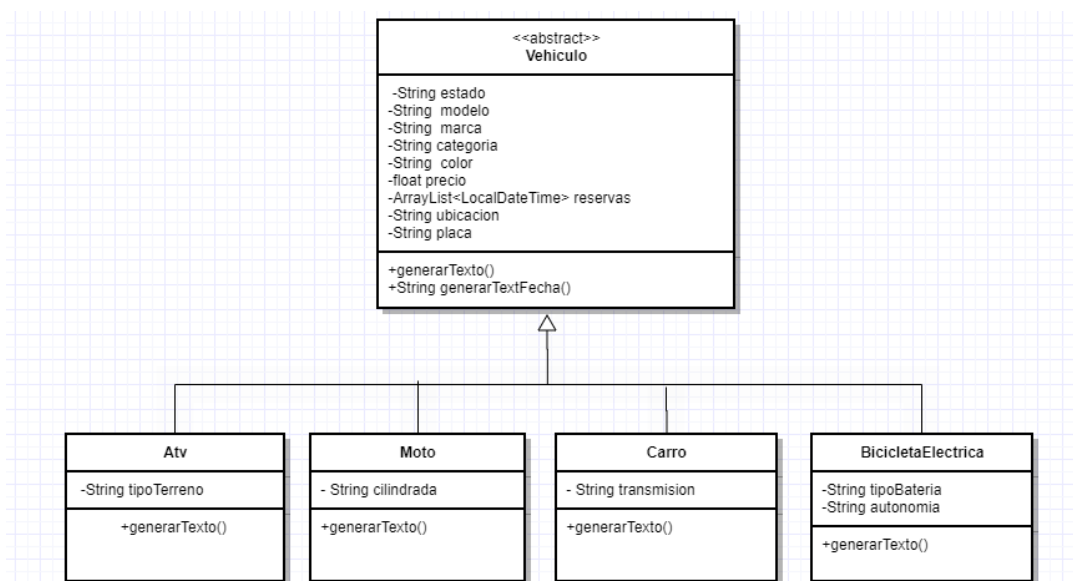 <<abstract>>
Vehiculo
-String estado
-String modelo
-String marca
-String categoria
-String color
-float precio
-ArrayList<LocalDateTime> reservas
-String ubicacion
-String placa
+generarTexto()
+String generarTextFecha()
Atv
-String tipoTerreno
+generarTexto()
Moto
- String cilindrada
+generarTexto()
Carro
- String transmision
+generarTexto()
BicicletaElectrica
-String tipoBateria
-String autonomia
+generarTexto()